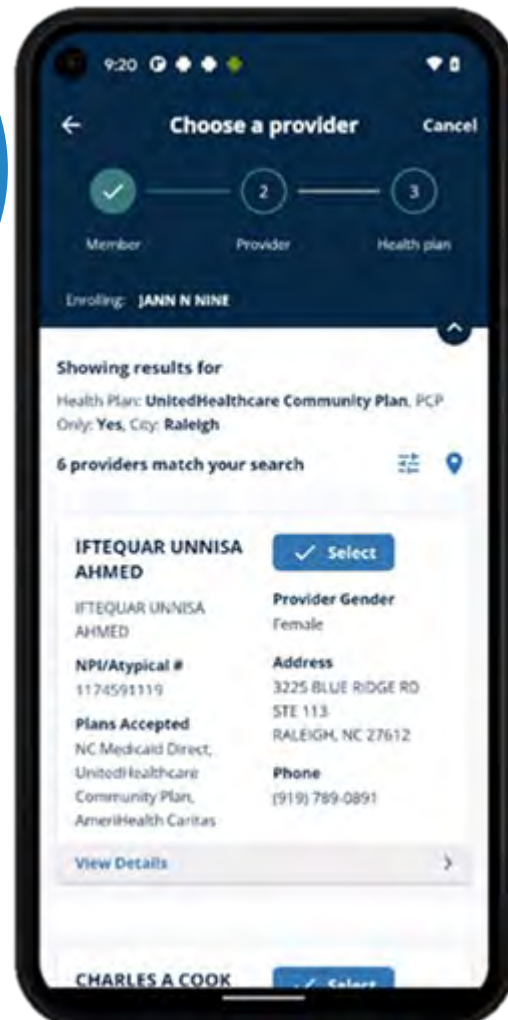 9:20
Choose a provider Cancel
2 3
Member Provider Health plan
Enrolling: JANN N NINE
Showing results for
Health Plan: UnitedHealthcare Community Plan, PCP
Only: Yes, City: Raleigh
6 providers match your search
IFTEQUAR UNNISA
AHMED
Select
IFTEQUAR UNNISA
AHMED
NPI/Atypical #
1174591119
Plans Accepted
NC Medicaid Direct,
UnitedHealthcare
Community Plan,
AmeriHealth Caritas
Provider Gender
Female
Address
3225 BLUE RIDGE RD
STE 113
RALEIGH, NC 27612
Phone
(919) 789-0891
View Details
CHARLES A COOK
Select